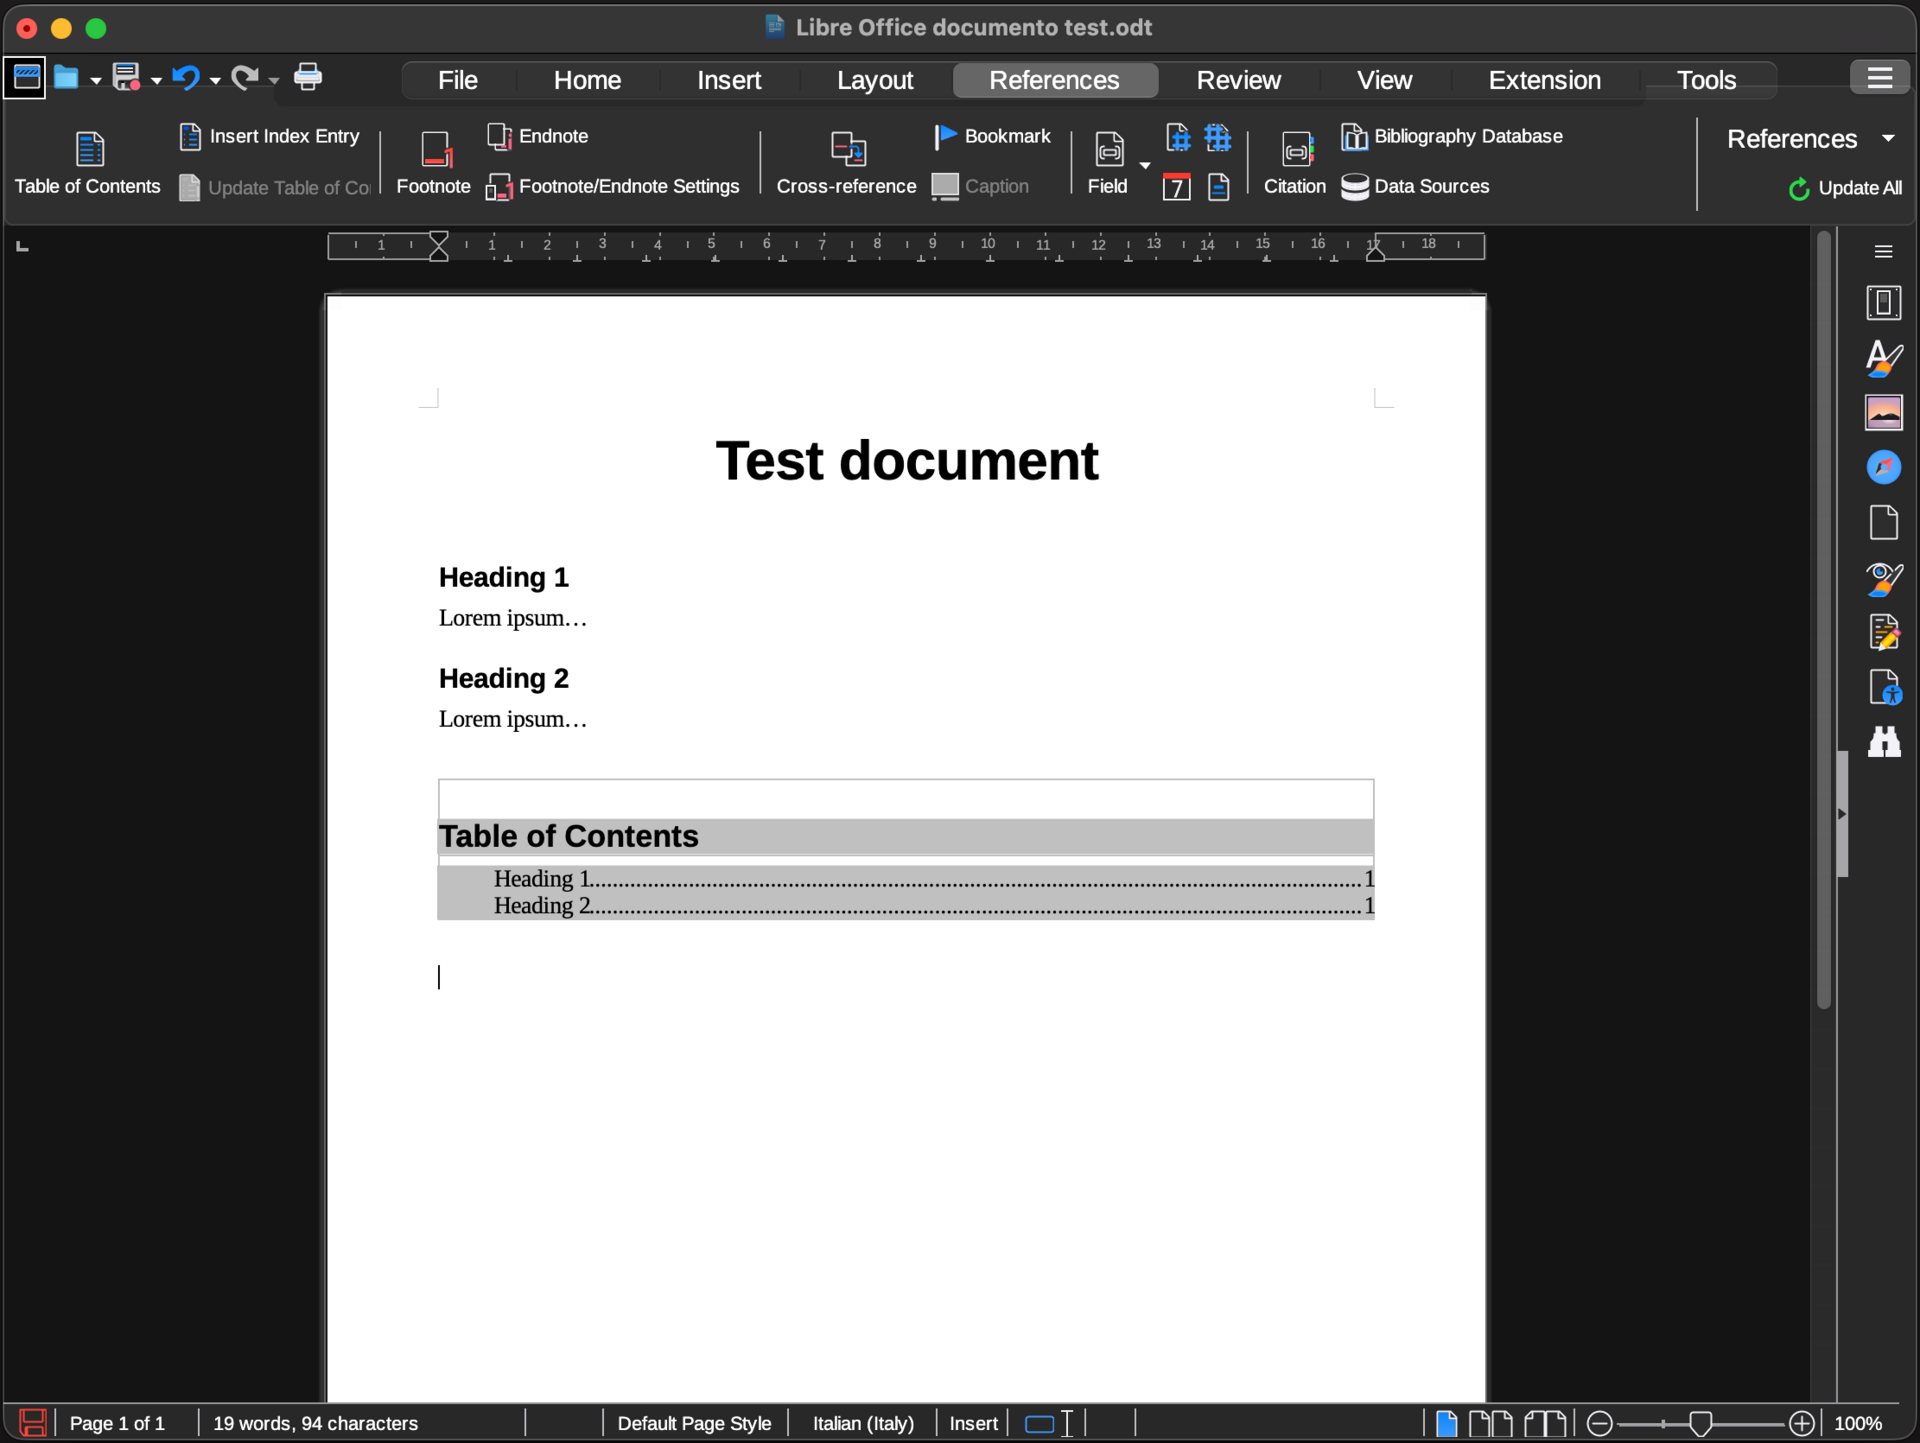 Libre Office documento test.odt
File Home Insert Layout References Review View Extension Tools
Table of Contents
Insert Index Entry
Update Table of Co
Footnote
Endnote
Footnote/Endnote Settings
Cross-reference
Bookmark
Caption
Field
7
Citation
Bibliography Database
Data Sources
References
Update All
1 1 2 3 4 5 6 7 8 9 10 11 12 13 14 15 16 17 18
Test document
Heading 1
Lorem ipsum…
Heading 2
Lorem ipsum…
Table of Contents
Heading 1..........1
Heading 2..........1
Page 1 of 1 19 words, 94 characters Default Page Style Italian (Italy) Insert 100%